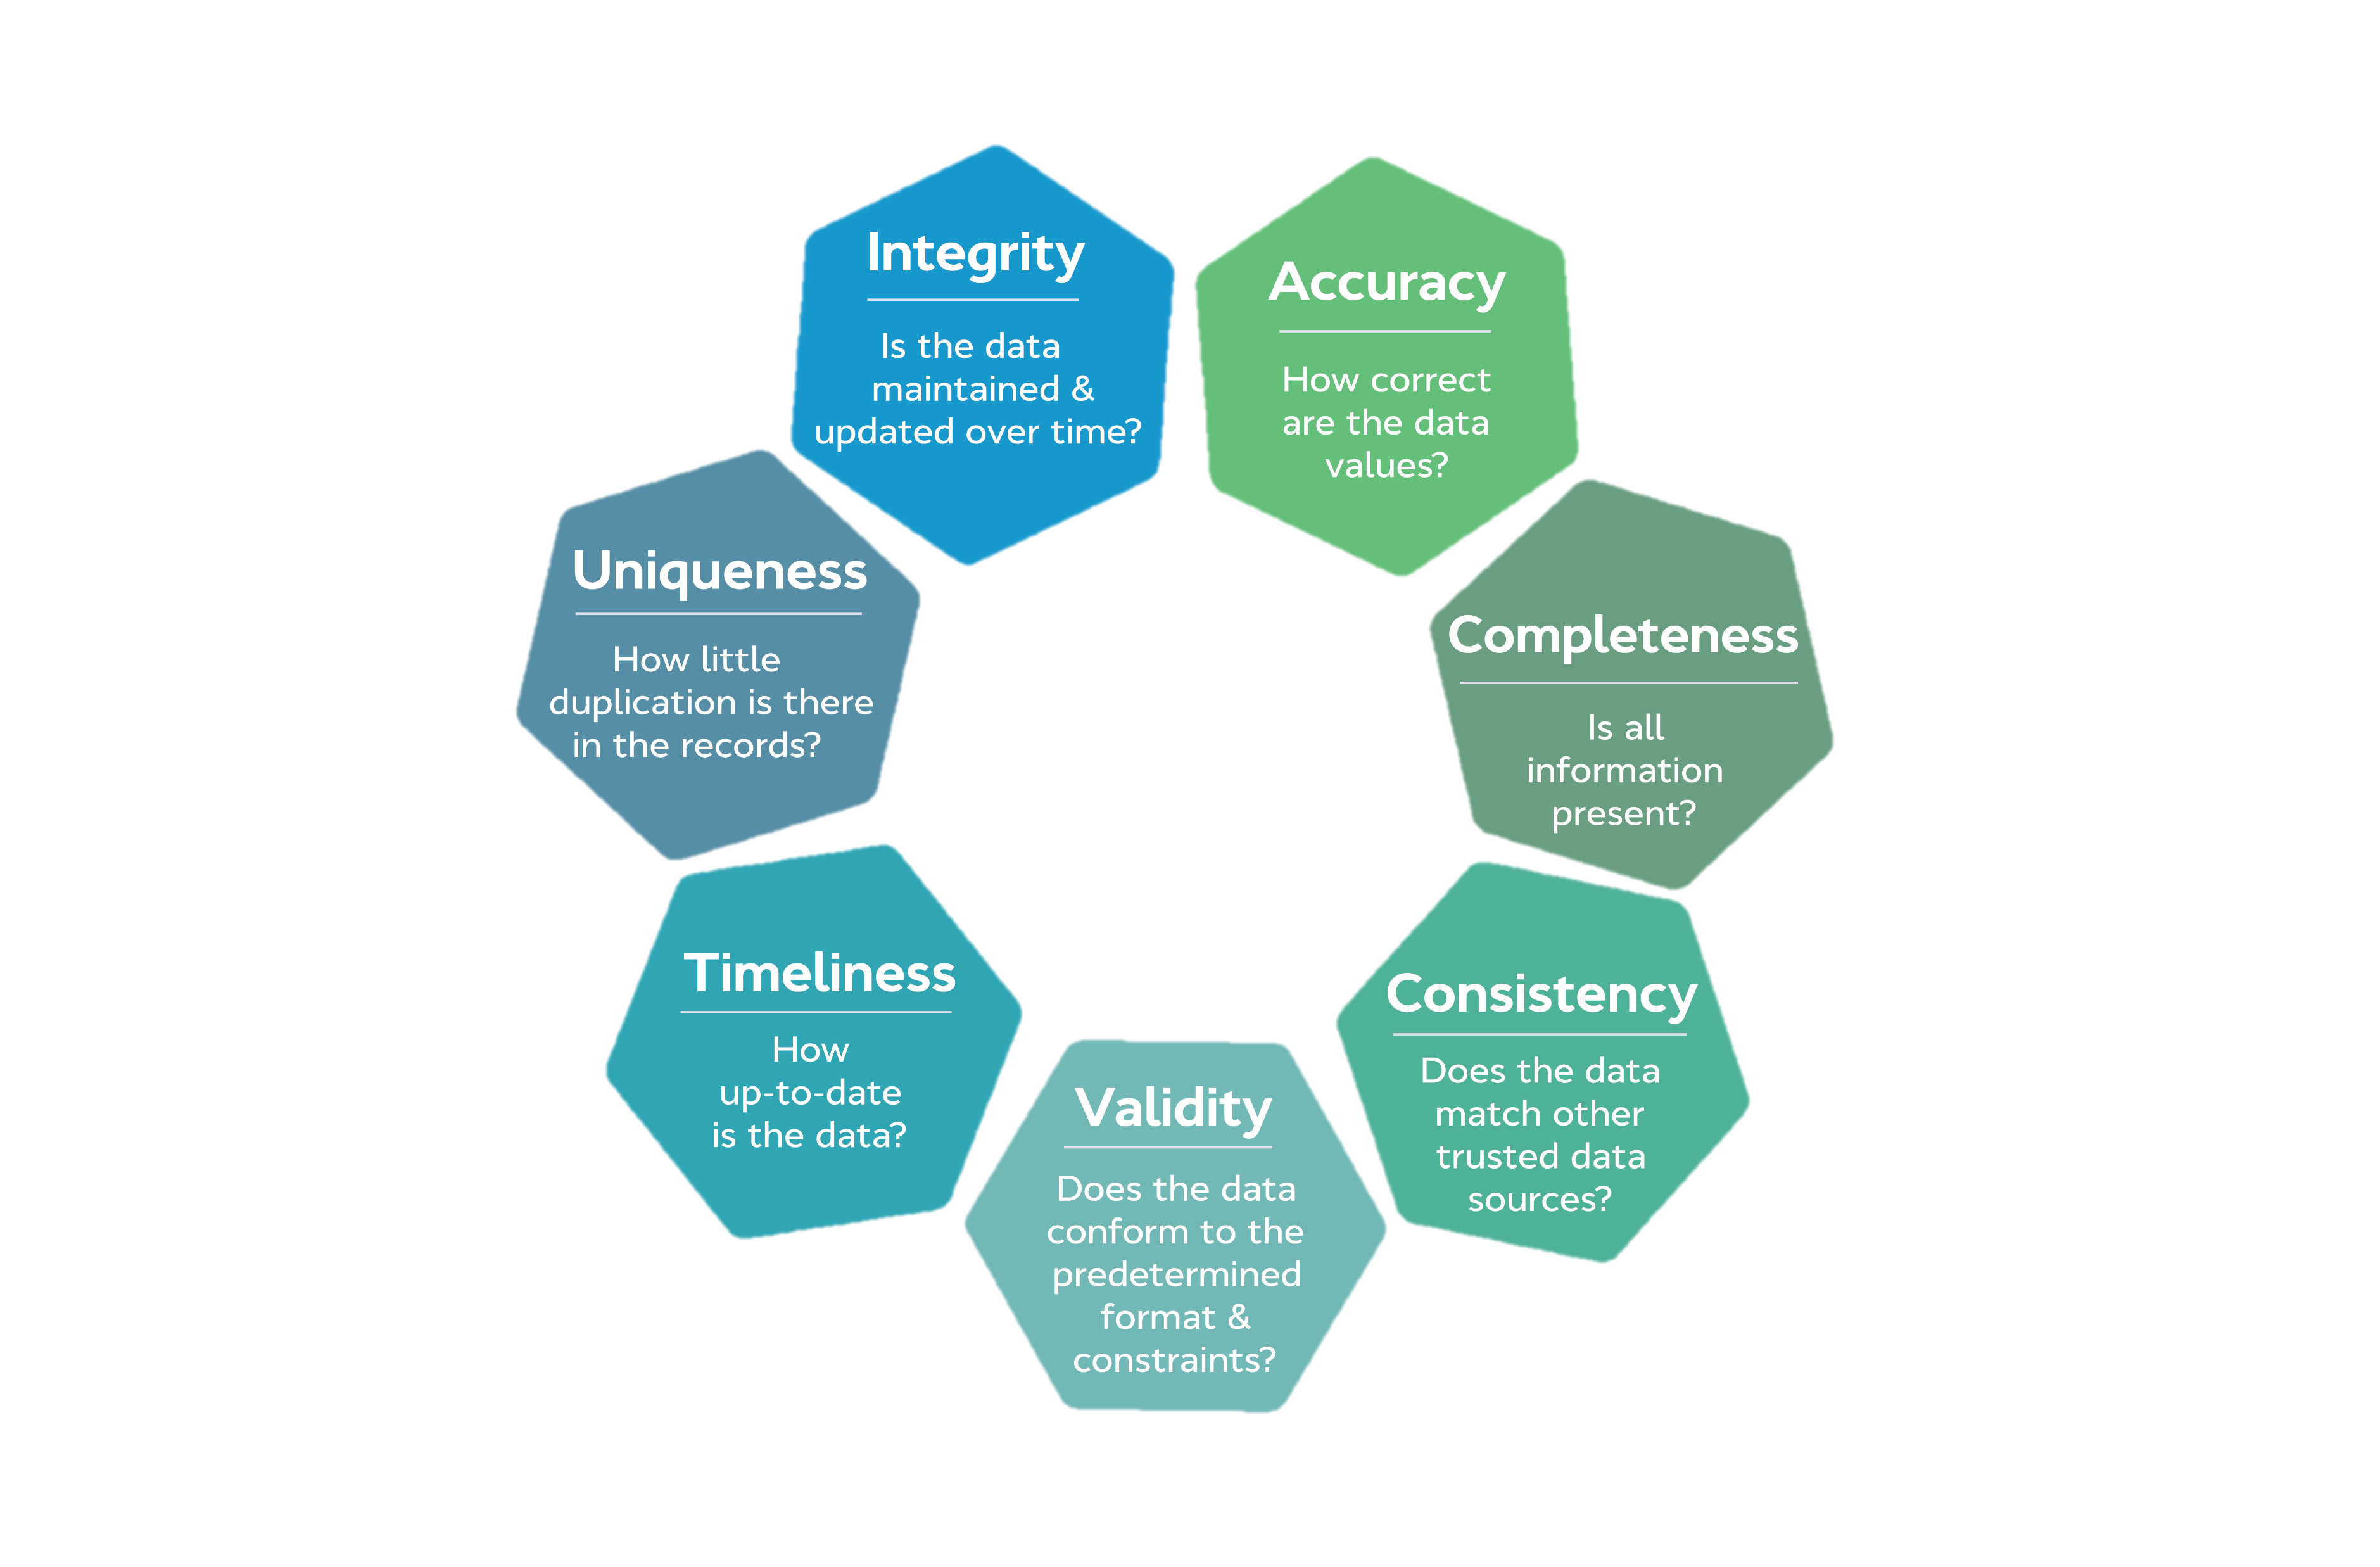 Integrity
Is the data
maintained &
updated over time?
Accuracy
How correct
are the data
values?
Completeness
Is all
information
present?
Consistency
Does the data
match other
trusted data
sources?
Validity
Does the data
conform to the
predetermined
format &
constraints?
Timeliness
How
up-to-date
is the data?
Uniqueness
How little
duplication is there
in the records?